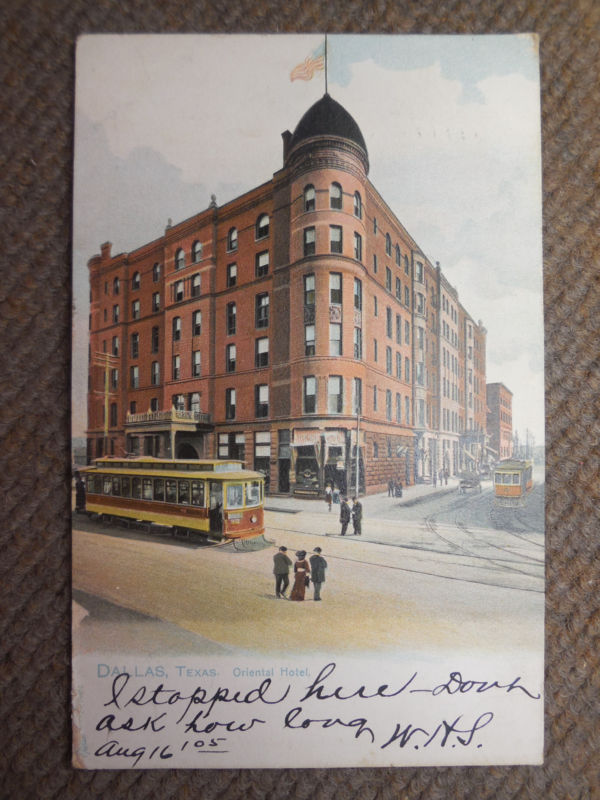 DALLAS, TEXAS. Oriental Hotel.
I stopped here - Don't
ask how long W.H.S.
Aug 16 '05